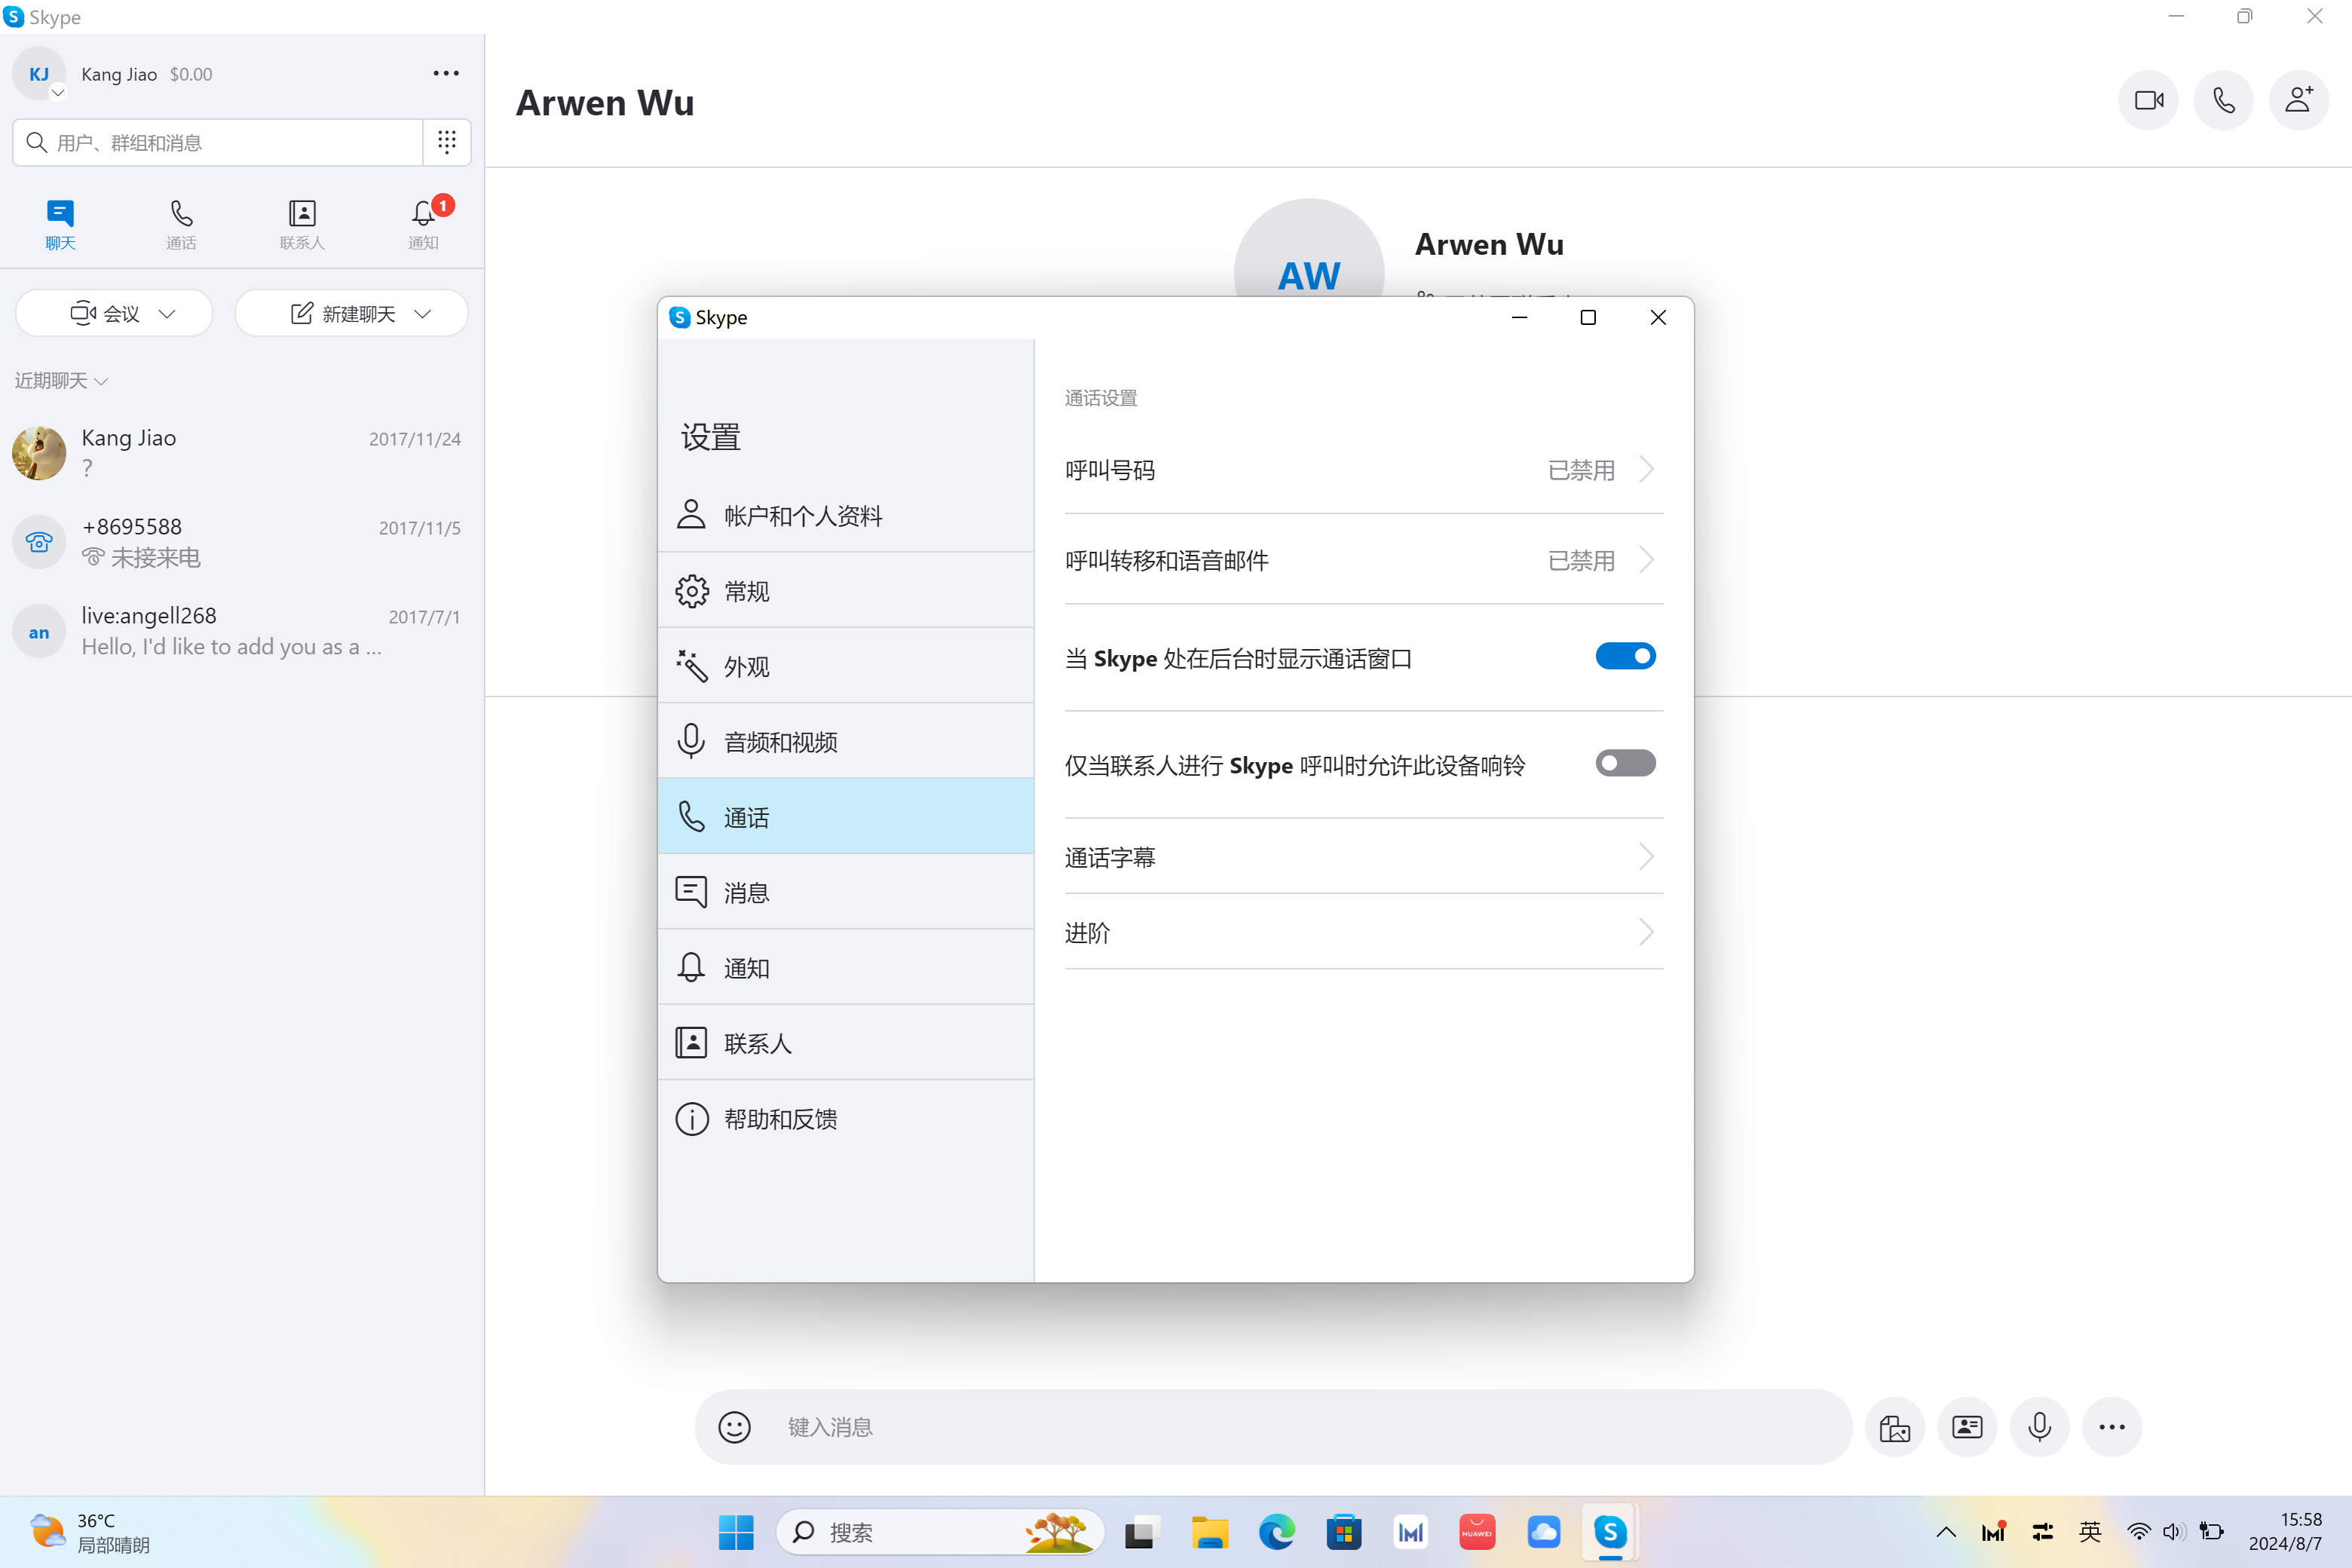 Skype
KJ
Kang Jiao $0.00
用户、群组和消息
聊天
通话
联系人
通知
1
会议
新建聊天
近期聊天
Kang Jiao
2017/11/24
?
+8695588
2017/11/5
未接来电
an
live:angell268
2017/7/1
Hello, I'd like to add you as a ...
Arwen Wu
AW
Arwen Wu
Skype
设置
帐户和个人资料
常规
外观
音频和视频
通话
消息
通知
联系人
帮助和反馈
通话设置
呼叫号码
已禁用
呼叫转移和语音邮件
已禁用
当 Skype 处在后台时显示通话窗口
仅当联系人进行 Skype 呼叫时允许此设备响铃
通话字幕
进阶
键入消息
36°C
局部晴朗
搜索
HUAWEI
英
15:58
2024/8/7